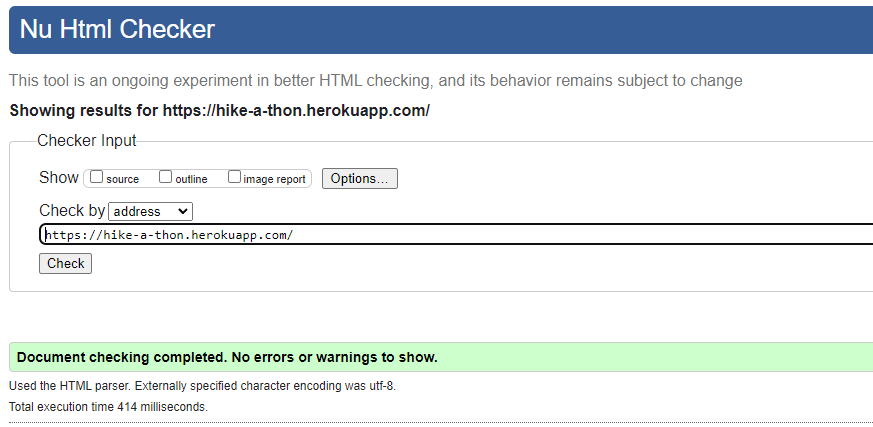 Nu Html Checker
This tool is an ongoing experiment in better HTML checking, and its behavior remains subject to change
Showing results for https://hike-a-thon.herokuapp.com/
Checker Input
Show source outline image report Options...
Check by address
https://hike-a-thon.herokuapp.com/
Check
Document checking completed. No errors or warnings to show.
Used the HTML parser. Externally specified character encoding was utf-8.
Total execution time 414 milliseconds.